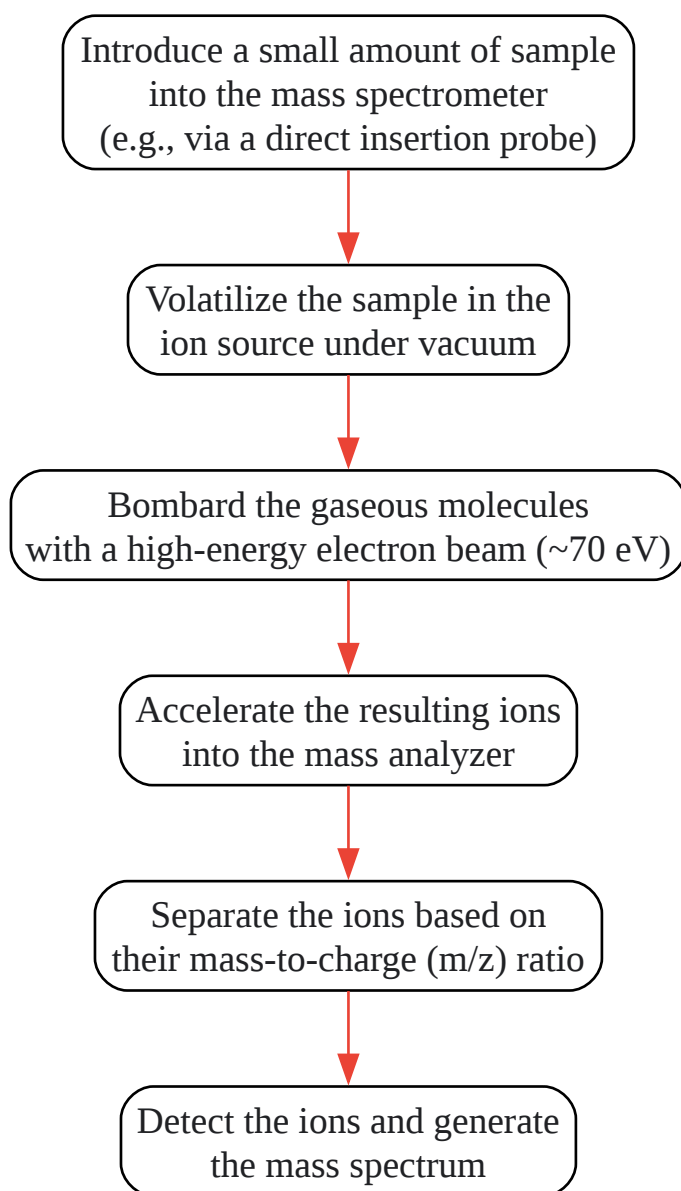 Introduce a small amount of sample
into the mass spectrometer
(e.g., via a direct insertion probe)
Volatilize the sample in the
ion source under vacuum
Bombard the gaseous molecules
with a high-energy electron beam (~70 eV)
Accelerate the resulting ions
into the mass analyzer
Separate the ions based on
their mass-to-charge (m/z) ratio
Detect the ions and generate
the mass spectrum